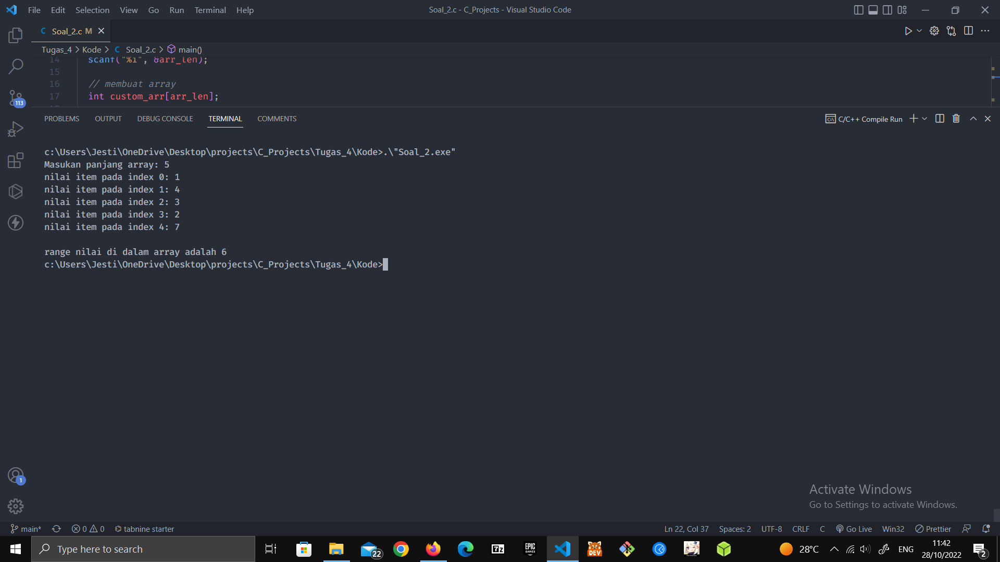 File Edit Selection View Go Run Terminal Help
Soal_2.c - C_Projects - Visual Studio Code
C Soal_2.c M
Tugas_4 > Kode > C Soal_2.c > main()
14 scanf("%i", &arr_len);
15
16 // membuat array
17 int custom_arr[arr_len];
113
PROBLEMS OUTPUT DEBUG CONSOLE TERMINAL COMMENTS
C/C++ Compile Run
c:\Users\Jesti\OneDrive\Desktop\projects\C_Projects\Tugas_4\Kode>.\"Soal_2.exe"
Masukan panjang array: 5
nilai item pada index 0: 1
nilai item pada index 1: 4
nilai item pada index 2: 3
nilai item pada index 3: 2
nilai item pada index 4: 7
range nilai di dalam array adalah 6
c:\Users\Jesti\OneDrive\Desktop\projects\C_Projects\Tugas_4\Kode>
1
Activate Windows
Go to Settings to activate Windows.
main* 0 0 tabnine starter
Ln 22, Col 37 Spaces: 2 UTF-8 CRLF C Go Live Win32 Prettier
Type here to search
22
7z
EPIC GAMES
DEV
28°C ENG
11:42
28/10/2022
2